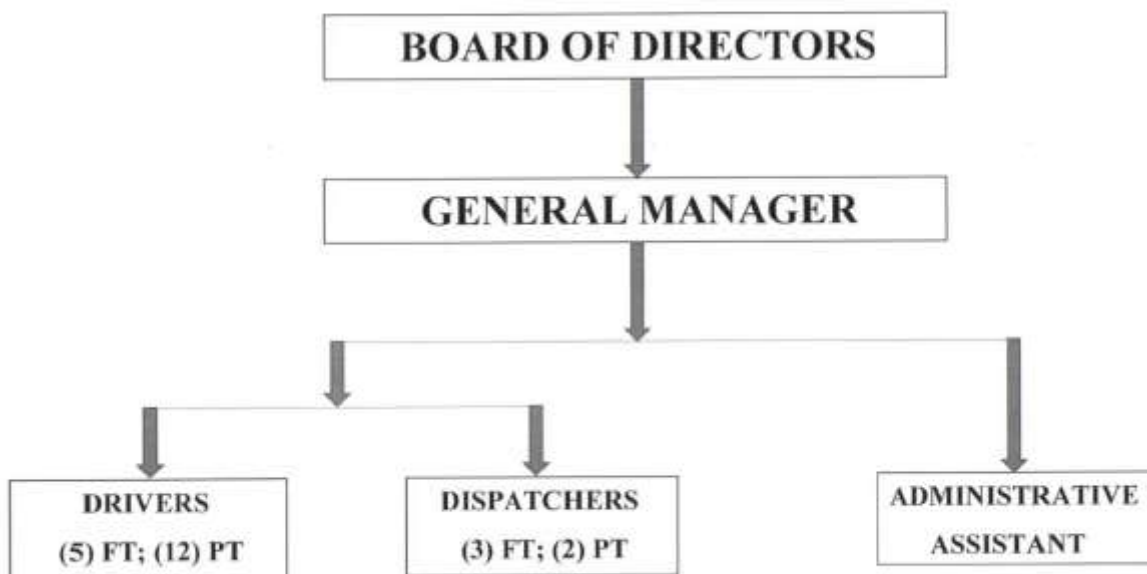 BOARD OF DIRECTORS
GENERAL MANAGER
DRIVERS
(5) FT; (12) PT
DISPATCHERS
(3) FT; (2) PT
ADMINISTRATIVE
ASSISTANT